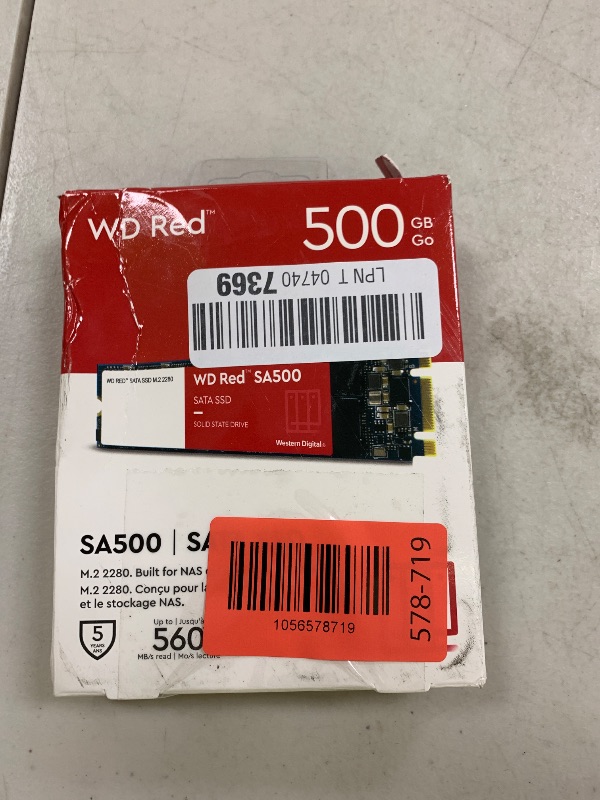 WD Red™
500 GB
Go
LPN T 04740 7369
WD RED™ SATA SSD M.2 2280
WD Red™ SA500
SATA SSD
SOLID STATE DRIVE
Western Digital®
SA500 | SA
M.2 2280. Built for NAS
M.2 2280. Conçu pour la
et le stockage NAS.
5
YEARS
ANS
Up to | Jusqu'à
560
MB/s read | Mo/s lecture
1056578719
578-719